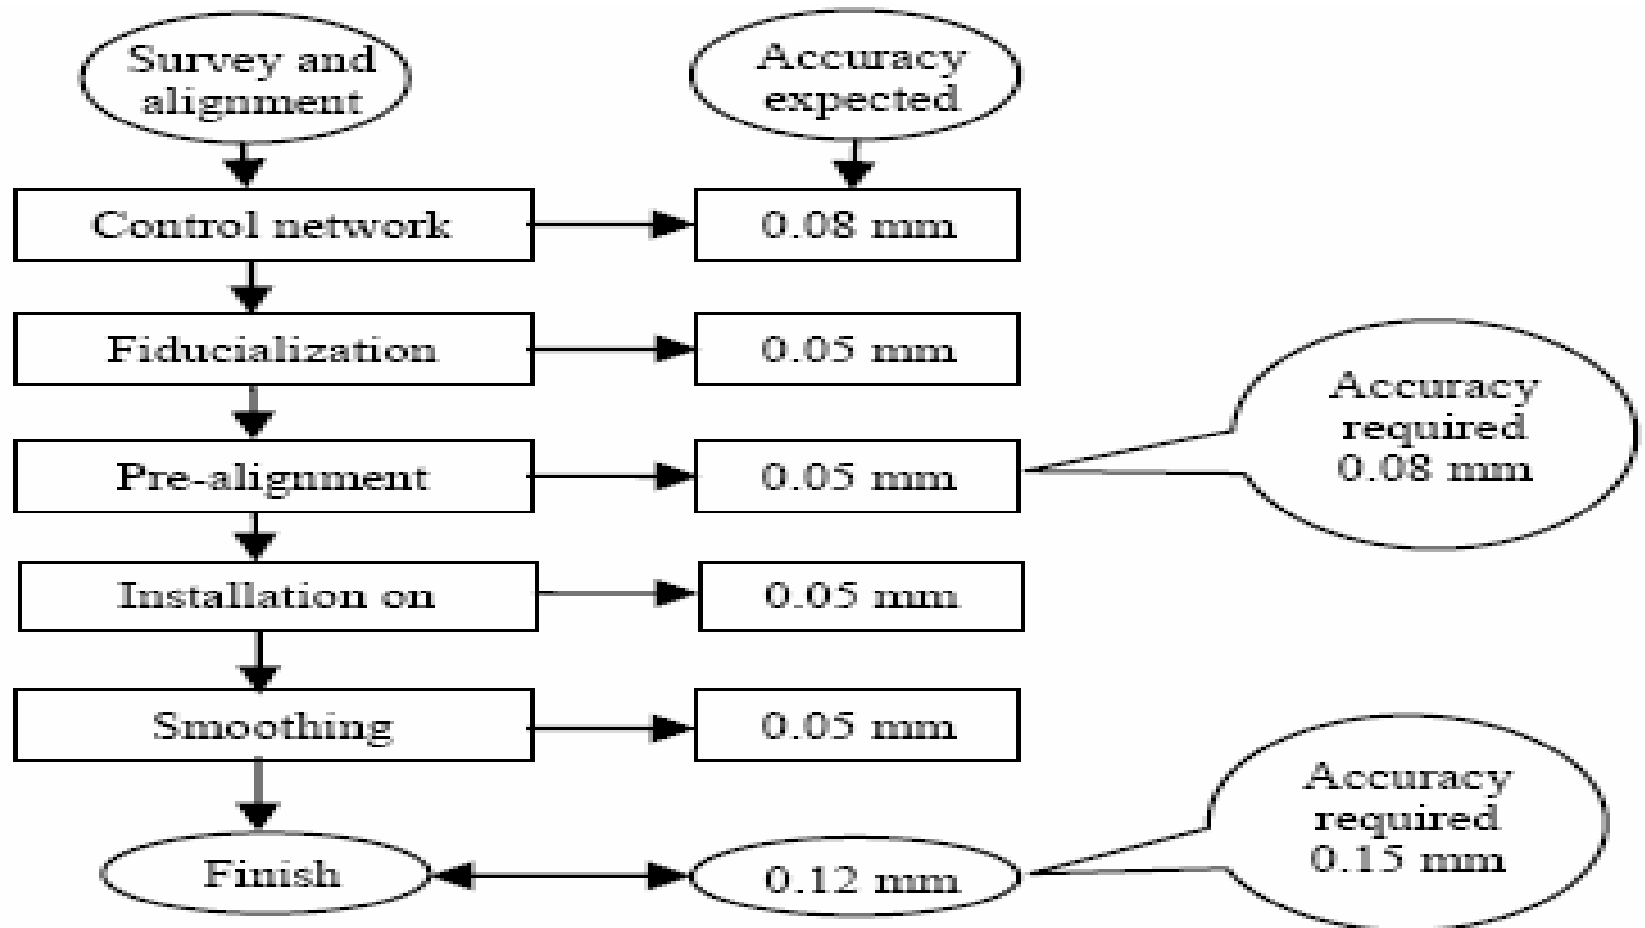 Survey and
alignment
Accuracy
expected
Control network
0.08 mm
Fiducialization
0.05 mm
Pre-alignment
0.05 mm
Accuracy
required
0.08 mm
Installation on
0.05 mm
Smoothing
0.05 mm
Finish
0.12 mm
Accuracy
required
0.15 mm